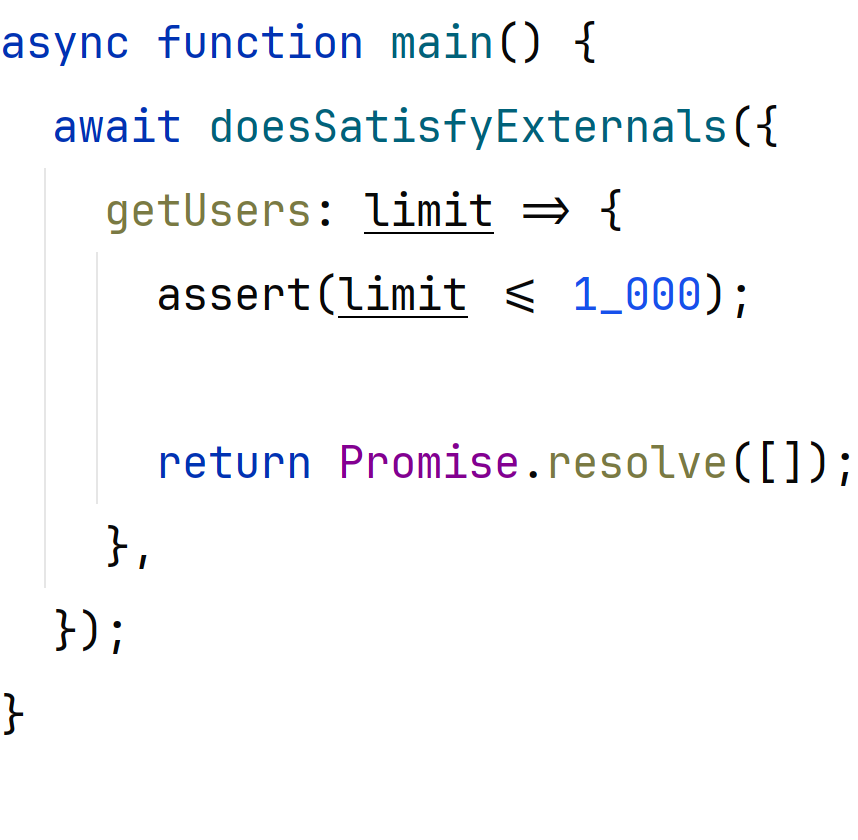 async function main() {
  await doesSatisfyExternals({
    getUsers: limit => {
      assert(limit <= 1_000);

      return Promise.resolve([]);
    },
  });
}